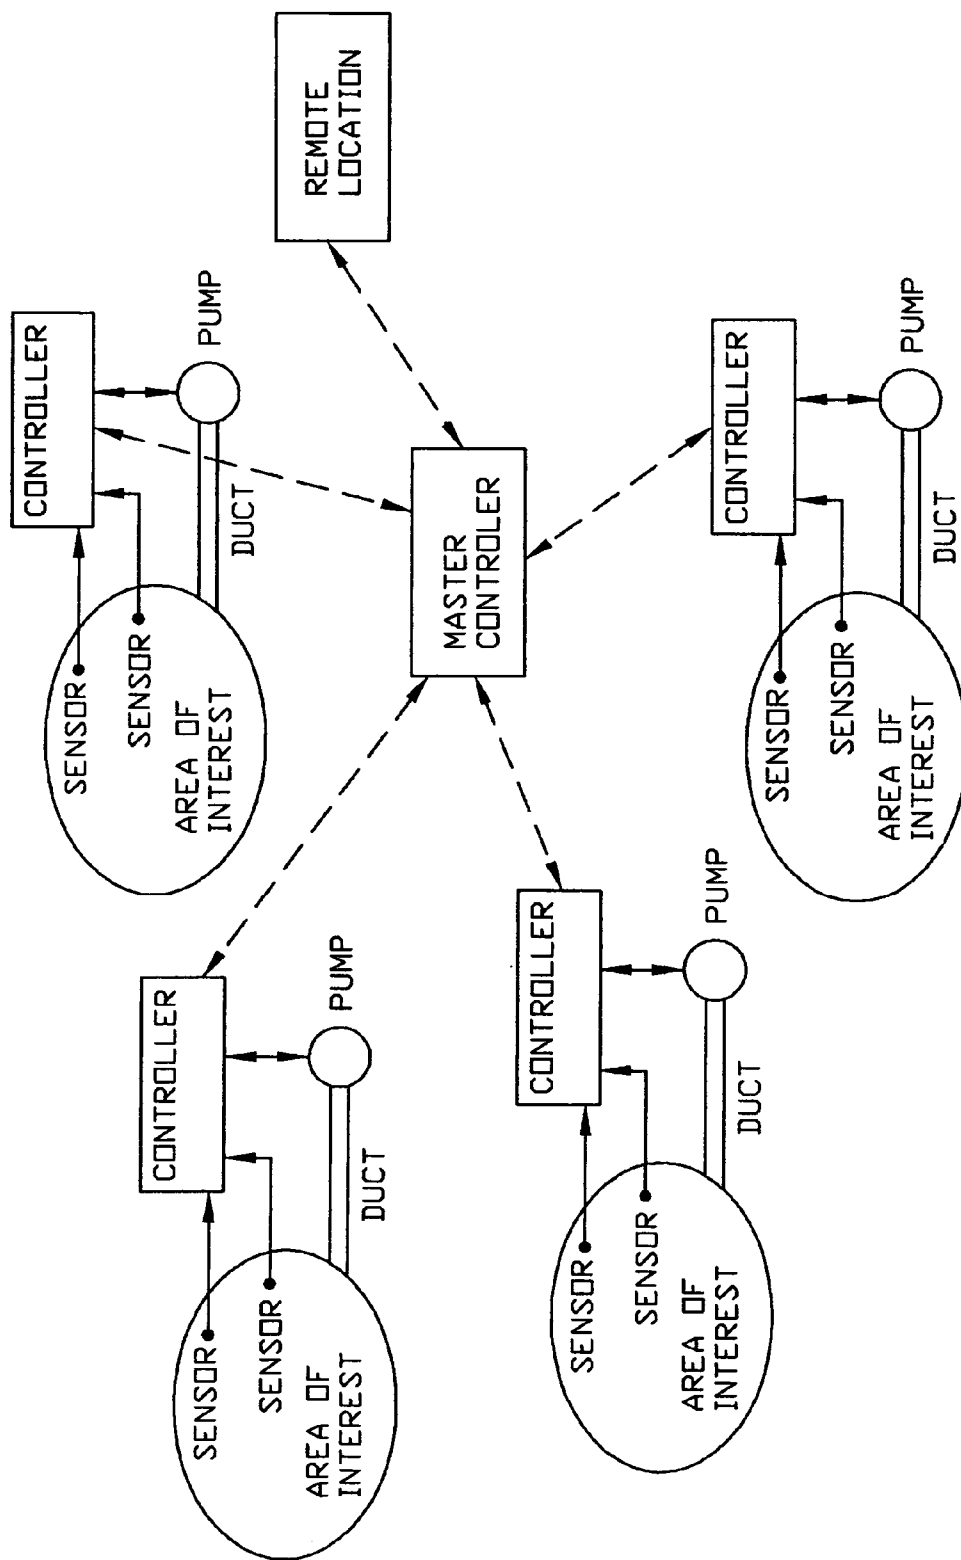 CONTROLLER
SENSOR
SENSOR
PUMP
DUCT
AREA OF
INTEREST
CONTROLLER
SENSOR
SENSOR
PUMP
DUCT
AREA OF
INTEREST
REMOTE
LOCATION
MASTER
CONTROLER
CONTROLLER
SENSOR
SENSOR
PUMP
DUCT
AREA OF
INTEREST
CONTROLLER
SENSOR
SENSOR
PUMP
DUCT
AREA OF
INTEREST